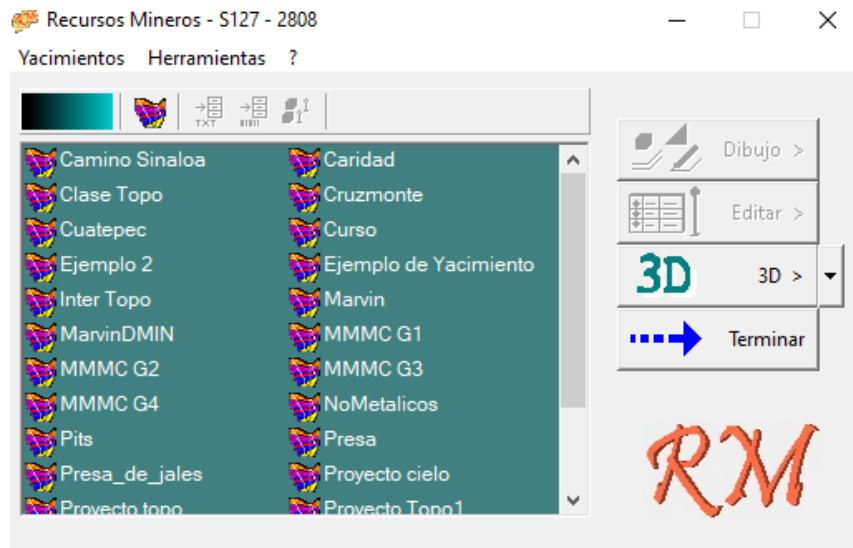 Recursos Mineros - S127 - 2808
Yacimientos Herramientas ?
TXT
Camino Sinaloa Caridad
Clase Topo Cruzmonte
Cuatepec Curso
Ejemplo 2 Ejemplo de Yacimiento
Inter Topo Marvin
MarvinDMIN MMMC G1
MMMC G2 MMMC G3
MMMC G4 NoMetalicos
Pits Presa
Presa_de_jales Proyecto cielo
Proyecto topo Proyecto Topo1
Dibujo >
Editar >
3D 3D >
Terminar
RM